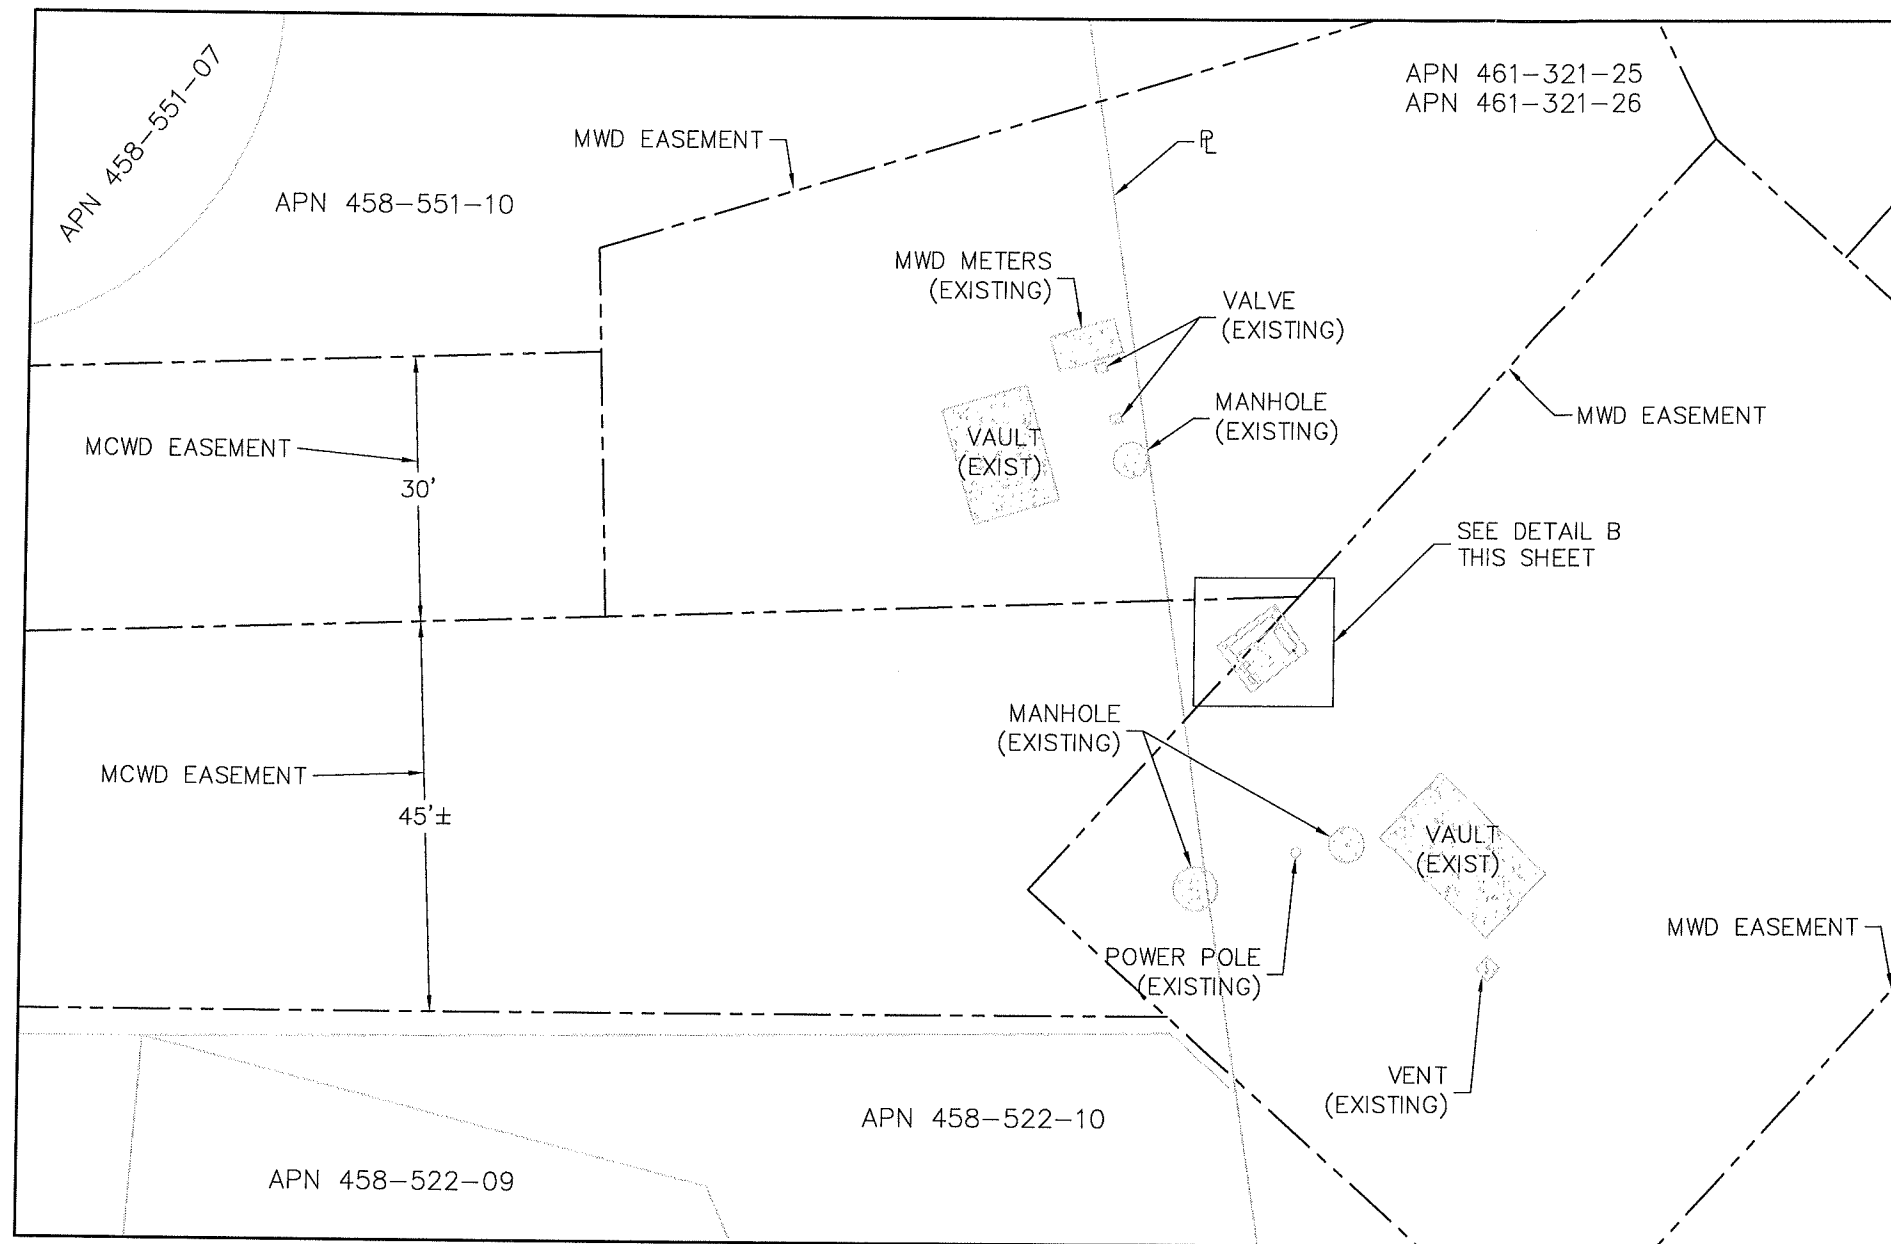 APN 458-551-07
APN 461-321-25
APN 461-321-26
MWD EASEMENT
PL
APN 458-551-10
MWD METERS
(EXISTING)
VALVE
(EXISTING)
MANHOLE
(EXISTING)
MWD EASEMENT
MCWD EASEMENT
VAULT
(EXIST)
30'
SEE DETAIL B
THIS SHEET
MANHOLE
(EXISTING)
MCWD EASEMENT
45'±
VAULT
(EXIST)
MWD EASEMENT
POWER POLE
(EXISTING)
VENT
(EXISTING)
APN 458-522-10
APN 458-522-09